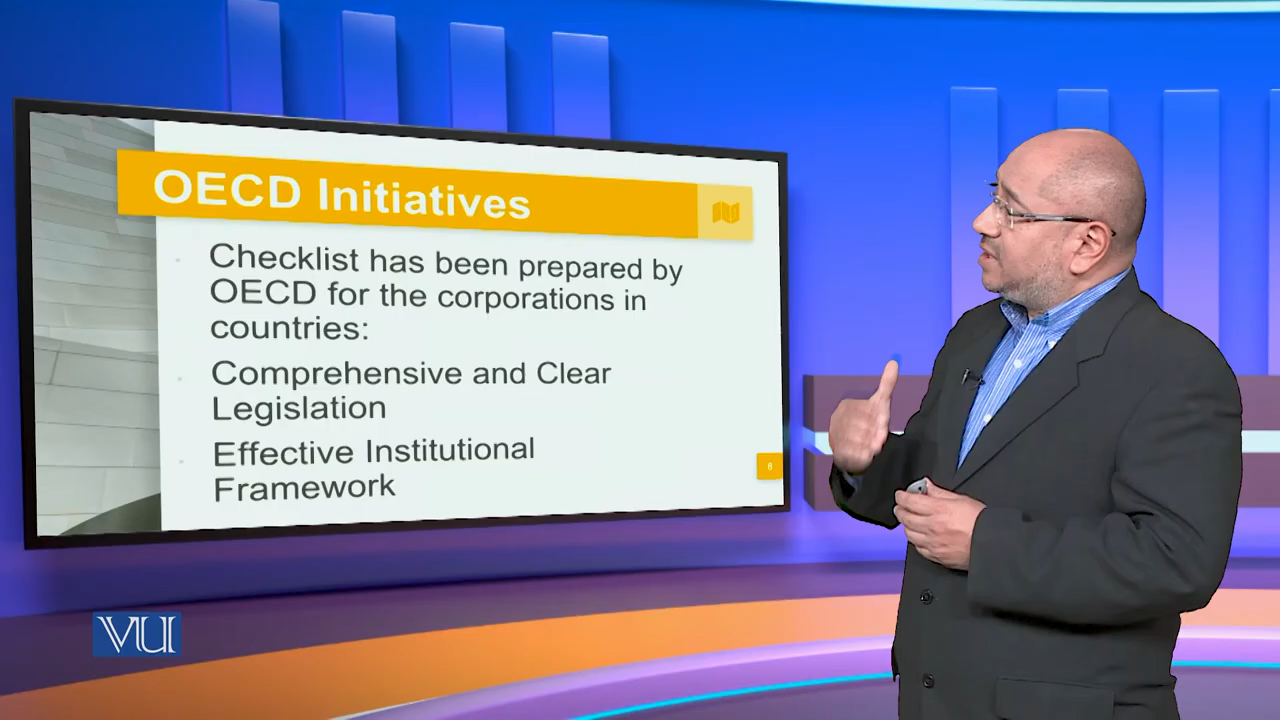 OECD Initiatives
Checklist has been prepared by
OECD for the corporations in
countries:
Comprehensive and Clear
Legislation
Effective Institutional
Framework
8
VU